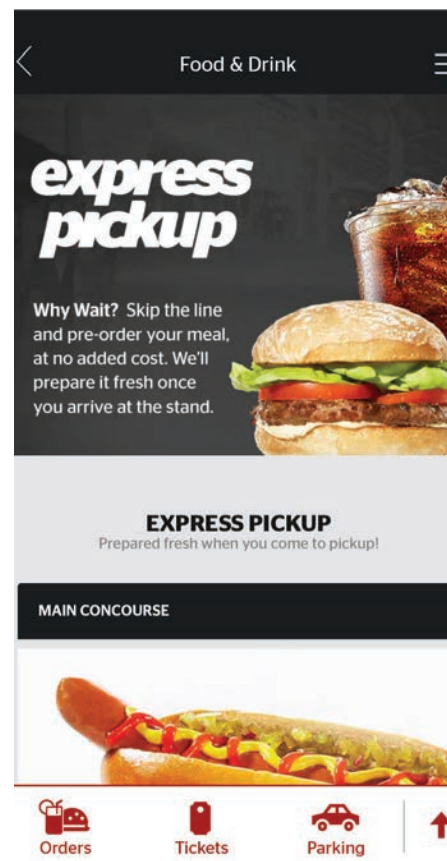 Food & Drink
express
pickup
Why Wait? Skip the line
and pre-order your meal,
at no added cost. We'll
prepare it fresh once
you arrive at the stand.
EXPRESS PICKUP
Prepared fresh when you come to pickup!
MAIN CONCOURSE
Orders
Tickets
Parking